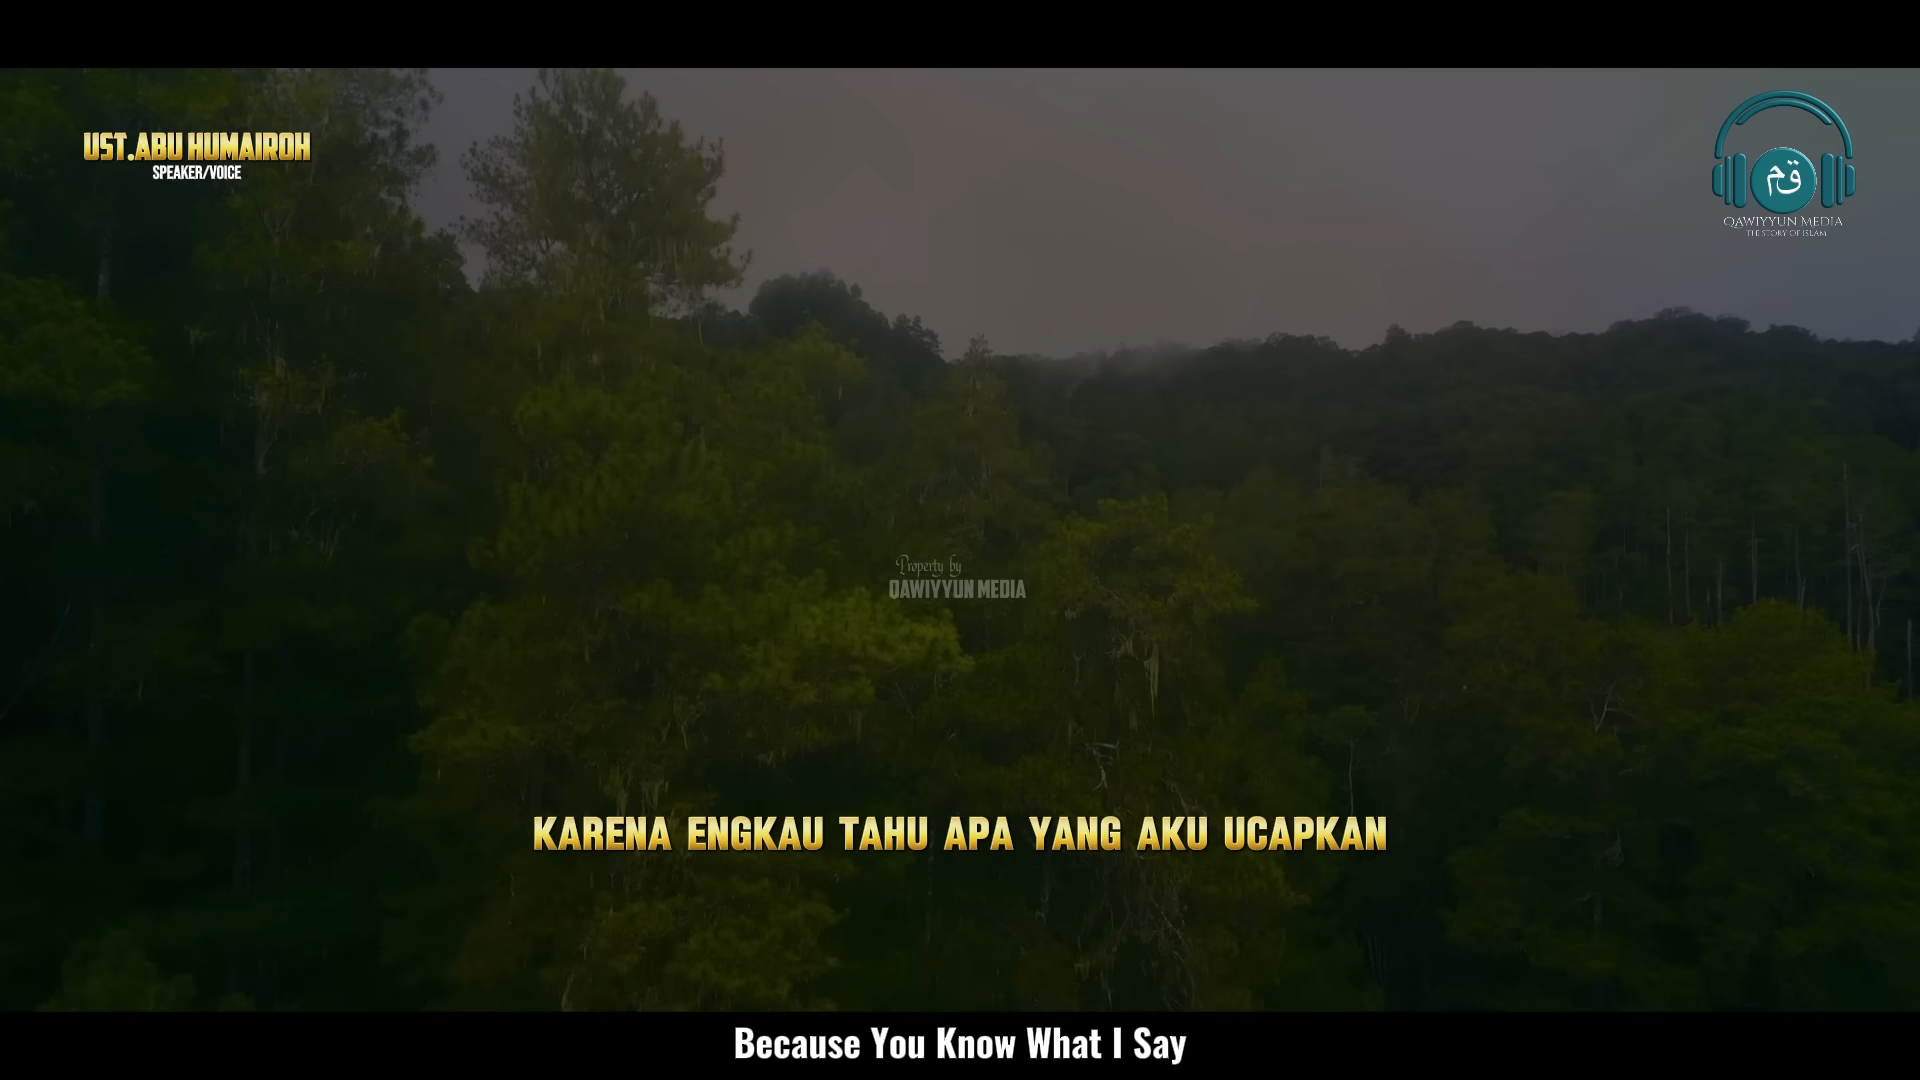 UST.ABU HUMAIROH
SPEAKER/VOICE
قم
QAWIYYUN MEDIA
THE STORY OF ISLAM
Property by
QAWIYYUN MEDIA
KARENA ENGKAU TAHU APA YANG AKU UCAPKAN
Because You Know What I Say